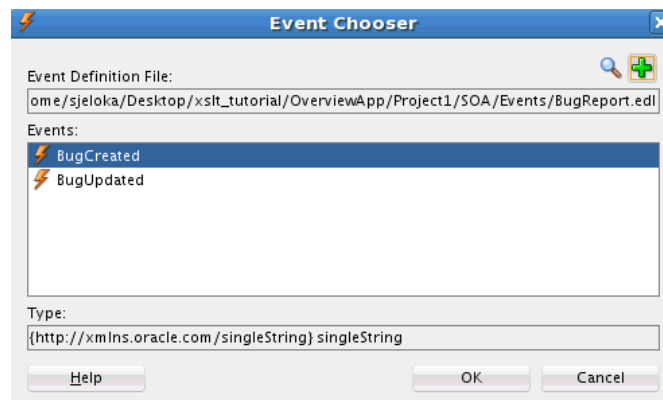 Event Chooser
Event Definition File:
ome/sjeloka/Desktop/xslt_tutorial/OverviewApp/Project1/SOA/Events/BugReport.edl
Events:
BugCreated
BugUpdated
Type:
{http://xmlns.oracle.com/singleString} singleString
Help
OK
Cancel